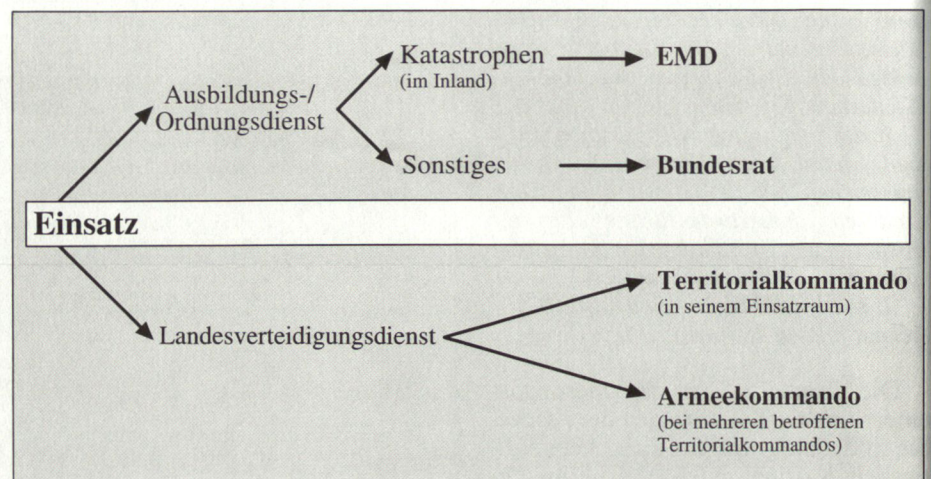 Katastrophen
(im Inland)
EMD
Ausbildungs-/
Ordnungsdienst
Sonstiges
Bundesrat
Einsatz
Territorialkommando
(in seinem Einsatzraum)
Landesverteidigungsdienst
Armeekommando
(bei mehreren betroffenen
Territorialkommandos)